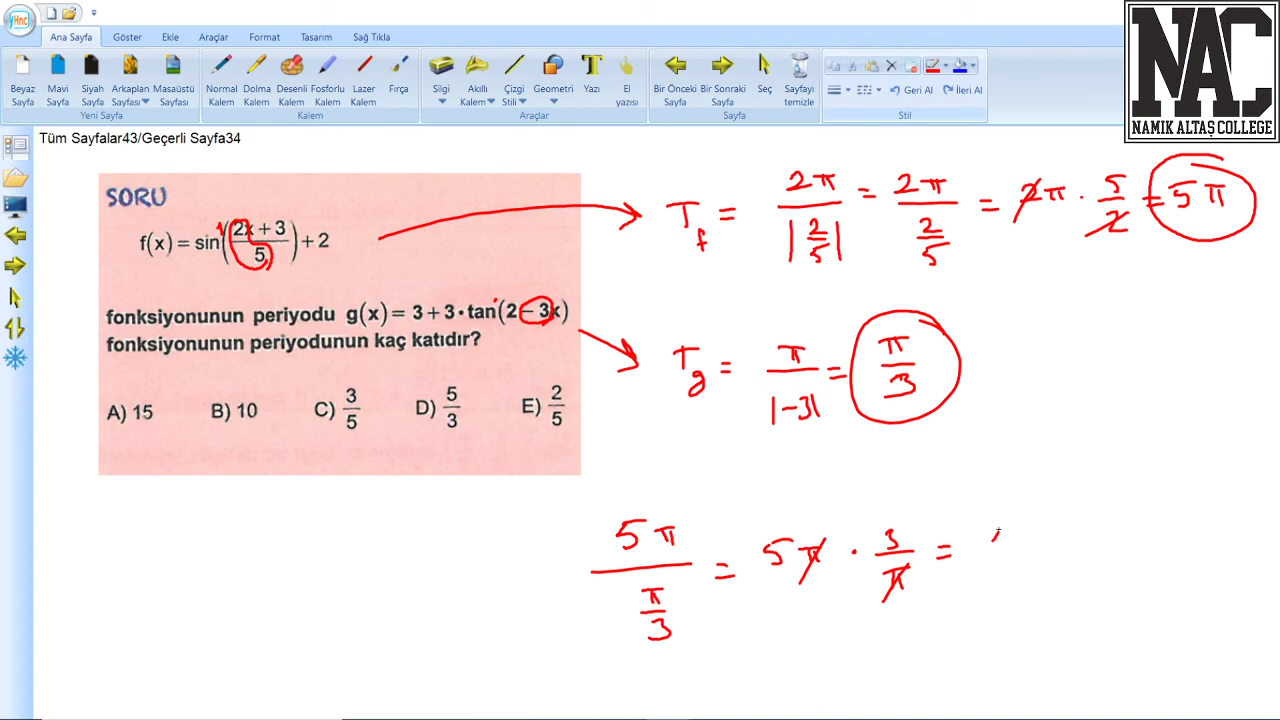 Hnc
Ana Sayfa Göster Ekle Araçlar Format Tasarım Sağ Tıkla
Beyaz Sayfa Mavi Sayfa Siyah Sayfa Arkaplan Sayfası Masaüstü Sayfası
Yeni Sayfa
Normal Kalem Dolma Kalem Desenli Kalem Fosforlu Kalem Lazer Kalem Fırça
Kalem
Silgi Akıllı Kalem Çizgi Stili Geometri Yazı El yazısı
Araçlar
Bir Önceki Sayfa Bir Sonraki Sayfa Seç Sayfayı temizle
Sayfa
Geri Al İleri Al
Stil
NAC
NAMIK ALTAŞ COLLEGE
Tüm Sayfalar43/Geçerli Sayfa34
SORU
f(x) = sin((2x + 3)/5) + 2
fonksiyonunun periyodu g(x) = 3 + 3 · tan(2 − 3x)
fonksiyonunun periyodunun kaç katıdır?
A) 15 B) 10 C) 3/5 D) 5/3 E) 2/5
T_f = 2π/|2/5| = 2π/(2/5) = 2π · 5/2 = 5π
T_g = π/|−3| = π/3
5π/(π/3) = 5π · 3/π =